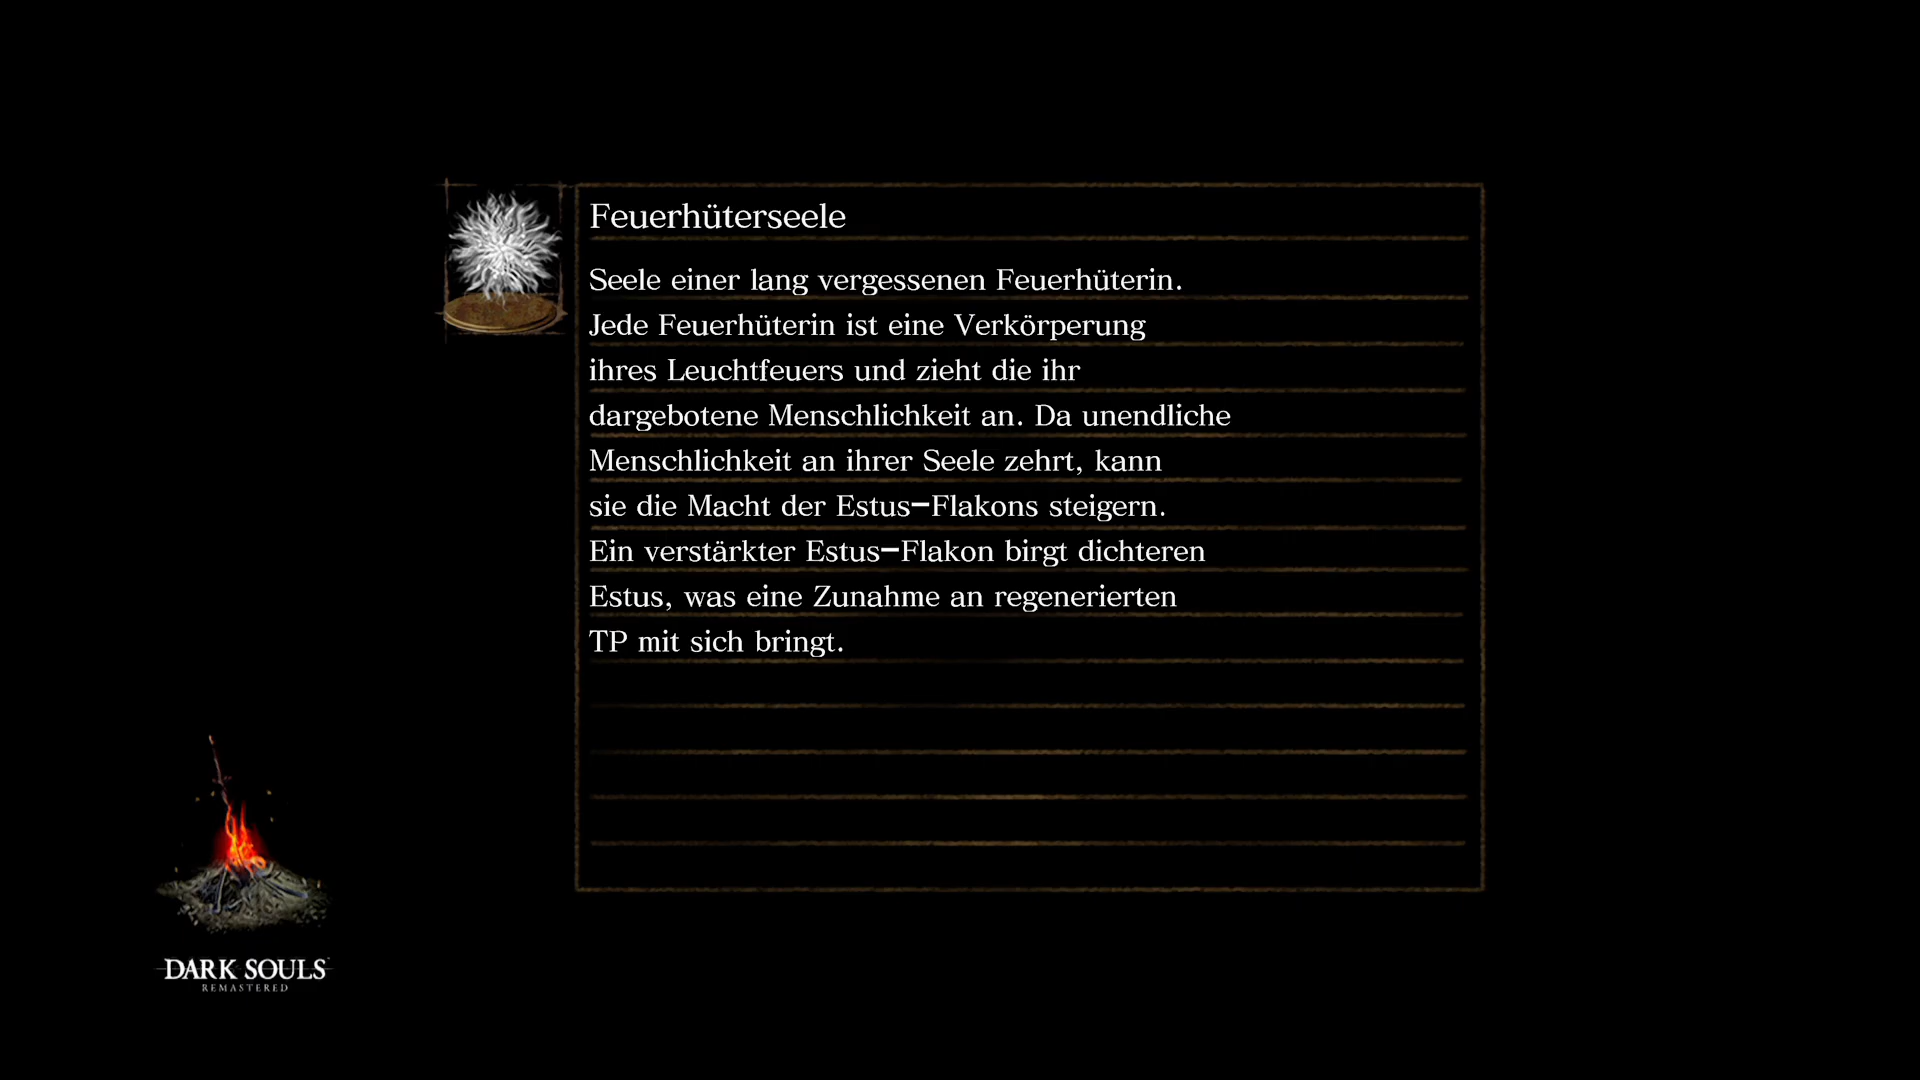 Feuerhüterseele
Seele einer lang vergessenen Feuerhüterin.
Jede Feuerhüterin ist eine Verkörperung
ihres Leuchtfeuers und zieht die ihr
dargebotene Menschlichkeit an. Da unendliche
Menschlichkeit an ihrer Seele zehrt, kann
sie die Macht der Estus-Flakons steigern.
Ein verstärkter Estus-Flakon birgt dichteren
Estus, was eine Zunahme an regenerierten
TP mit sich bringt.
DARK SOULS
REMASTERED